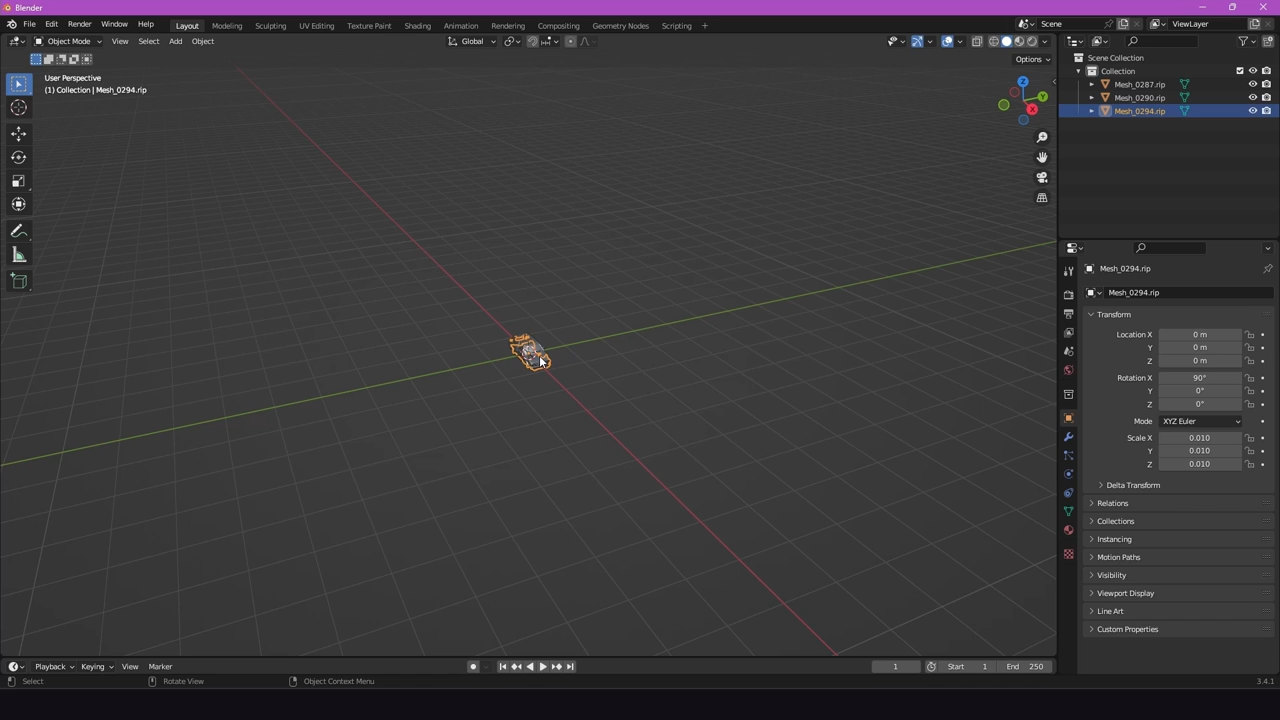 Blender
File Edit Render Window Help Layout Modeling Sculpting UV Editing Texture Paint Shading Animation Rendering Compositing Geometry Nodes Scripting + Scene ViewLayer
Object Mode View Select Add Object Global
Options
User Perspective
(1) Collection | Mesh_0294.rip
Z
Y
X
Scene Collection
Collection
Mesh_0287.rip
Mesh_0290.rip
Mesh_0294.rip
Mesh_0294.rip
Mesh_0294.rip
Transform
Location X 0 m
Y 0 m
Z 0 m
Rotation X 90°
Y 0°
Z 0°
Mode XYZ Euler
Scale X 0.010
Y 0.010
Z 0.010
Delta Transform
Relations
Collections
Instancing
Motion Paths
Visibility
Viewport Display
Line Art
Custom Properties
Playback Keying View Marker 1 Start 1 End 250
Select Rotate View Object Context Menu 3.4.1